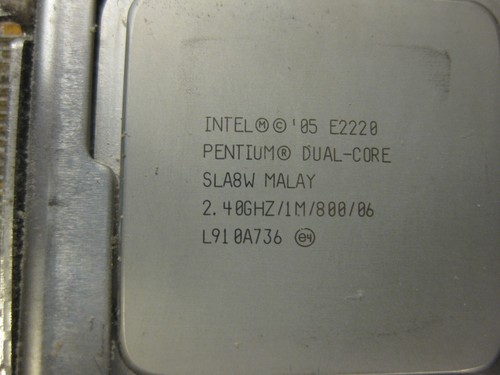 INTEL Ⓜ © '05 E2220
PENTIUM® DUAL-CORE
SLA8W MALAY
2.40GHZ/1M/800/06
L910A736 e4